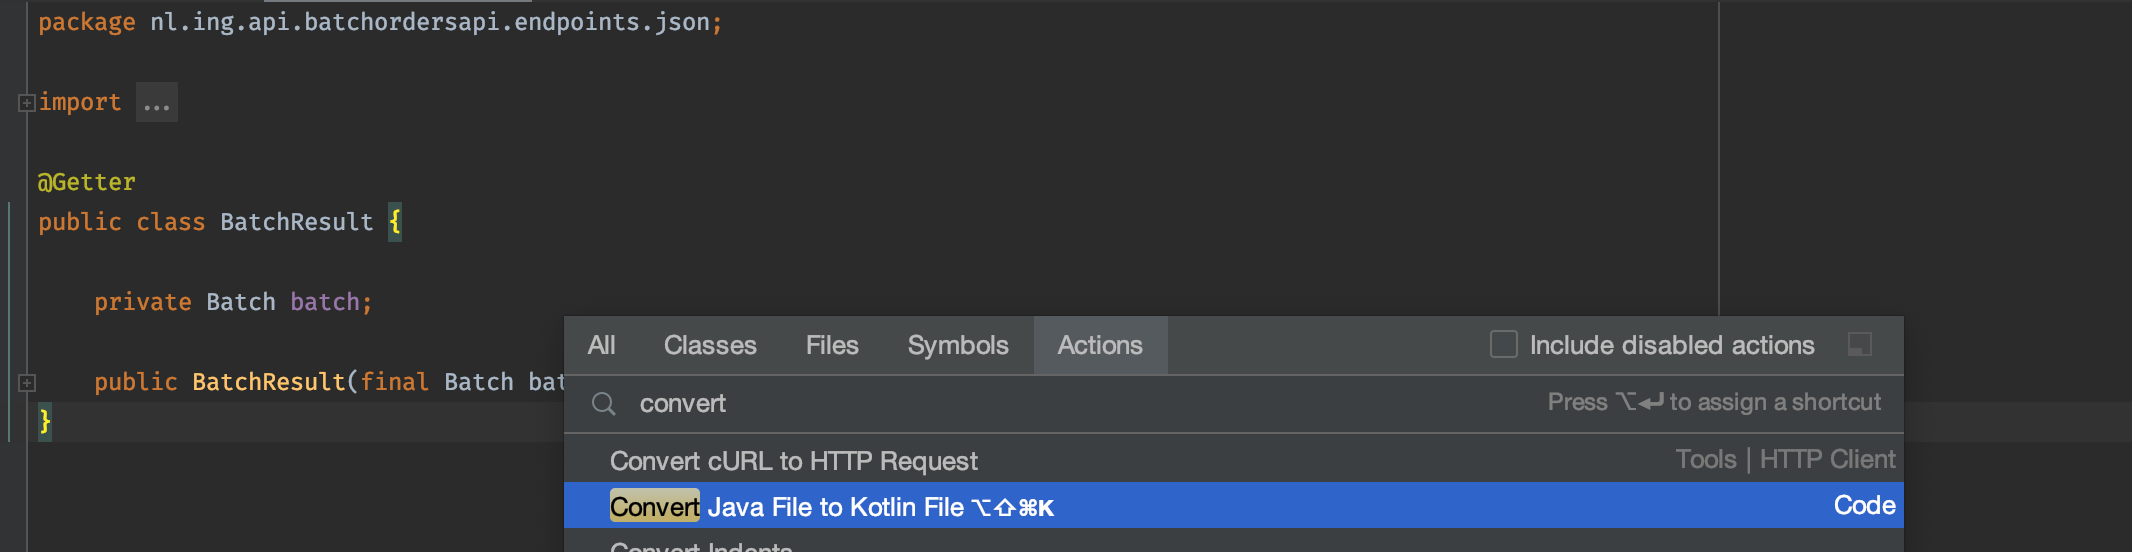 package nl.ing.api.batchordersapi.endpoints.json;
import ...
@Getter
public class BatchResult {
private Batch batch;
public BatchResult(final Batch bat
}
All Classes Files Symbols Actions Include disabled actions
convert Press ⌥↩ to assign a shortcut
Convert cURL to HTTP Request Tools | HTTP Client
Convert Java File to Kotlin File ⌥⇧⌘K Code
Convert Indents